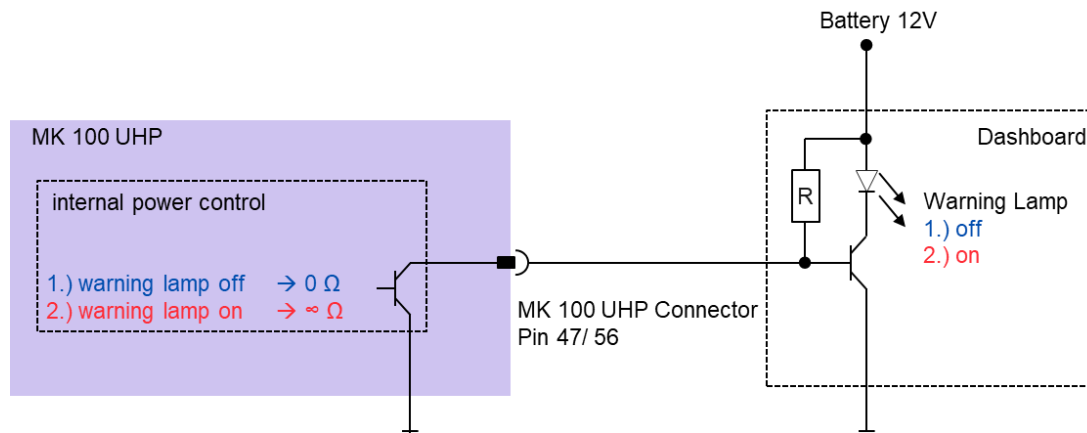 Battery 12V
MK 100 UHP
Dashboard
internal power control
R
Warning Lamp
1.) off
2.) on
1.) warning lamp off → 0 Ω
2.) warning lamp on → ∞ Ω
MK 100 UHP Connector
Pin 47/ 56